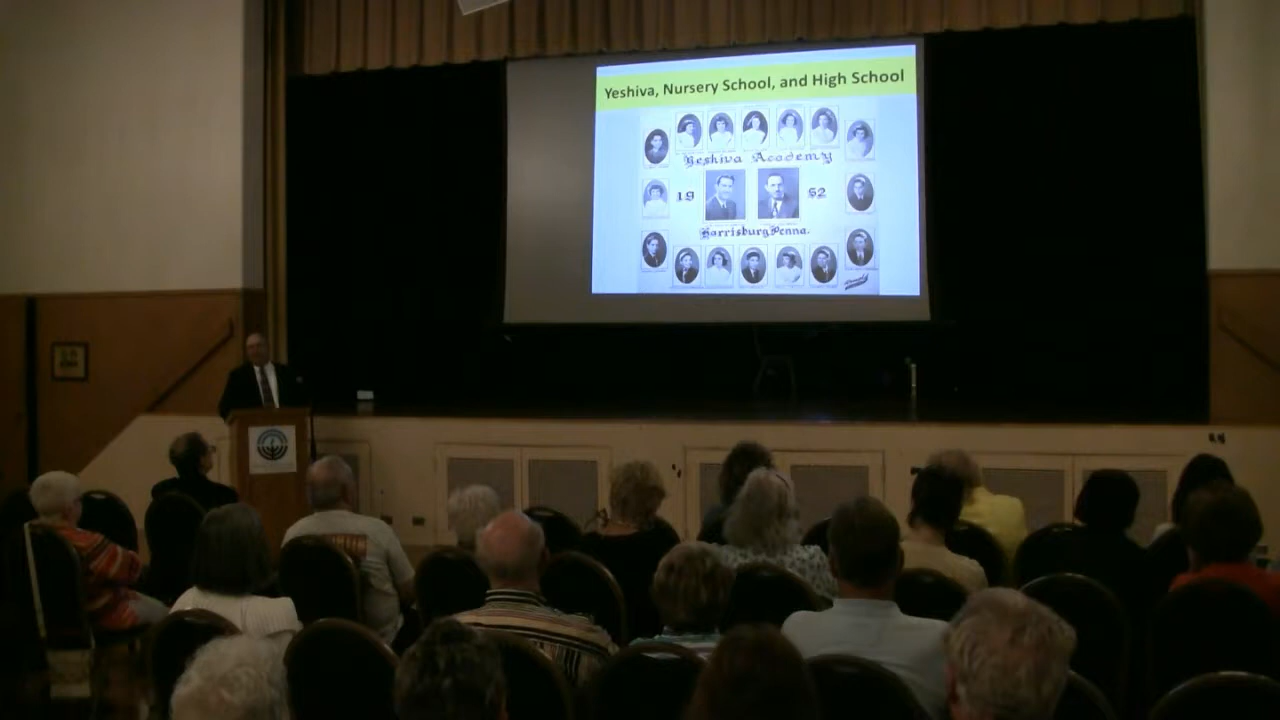 Yeshiva, Nursery School, and High School
Yeshiva Academy
19 52
Harrisburg Penna.